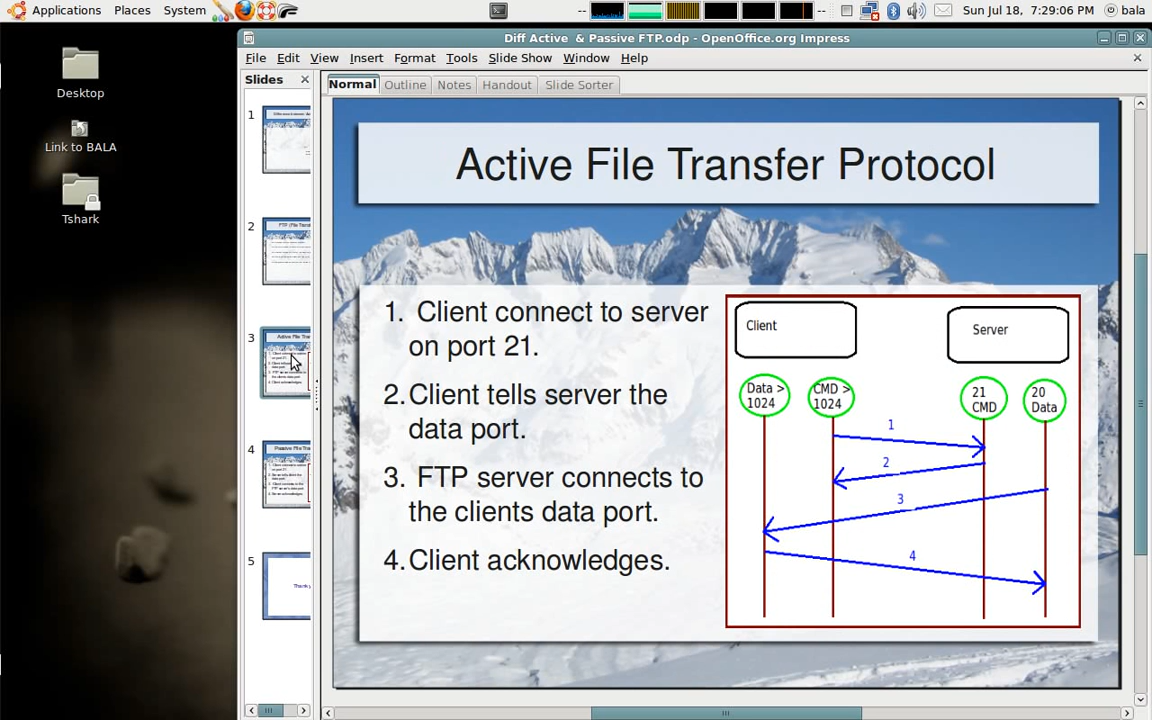 Applications Places System
Sun Jul 18, 7:29:06 PM
bala
Desktop
Link to BALA
Tshark
Diff Active & Passive FTP.odp - OpenOffice.org Impress
File Edit View Insert Format Tools Slide Show Window Help
Slides
Normal Outline Notes Handout Slide Sorter
1
2
3
4
5
Active File Transfer Protocol
1. Client connect to server
on port 21.
2. Client tells server the
data port.
3. FTP server connects to
the clients data port.
4. Client acknowledges.
Client
Server
Data >
1024
CMD >
1024
21
CMD
20
Data
1
2
3
4